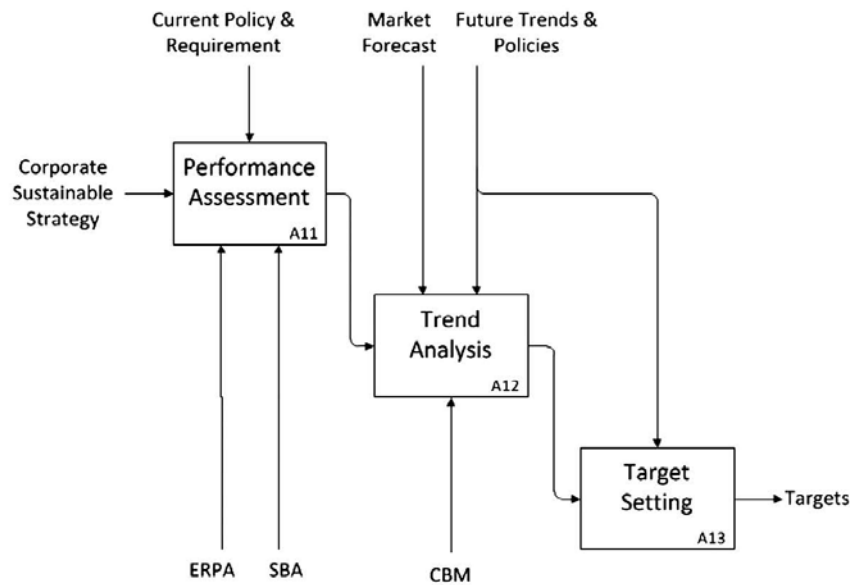 Current Policy &
Requirement
Market
Forecast
Future Trends &
Policies
Corporate
Sustainable
Strategy
Performance
Assessment
A11
Trend
Analysis
A12
Target
Setting
A13
Targets
ERPA
SBA
CBM